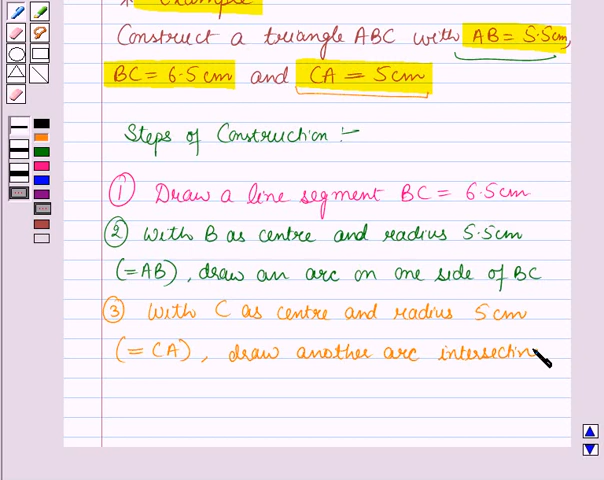 * Example
Construct a triangle ABC with AB = 5.5cm,
BC = 6.5cm and CA = 5cm
Steps of Construction :-
① Draw a line segment BC = 6.5cm
② With B as centre and radius 5.5cm
(=AB), draw an arc on one side of BC
③ With C as centre and radius 5cm
(= CA), draw another arc intersectin